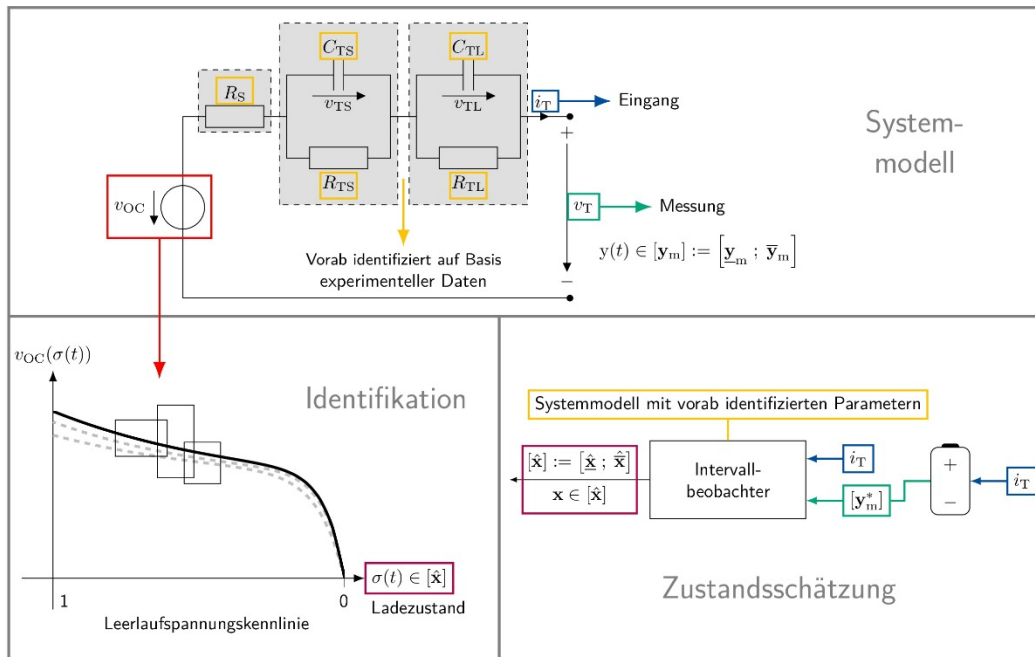 C_TS
C_TL
R_S
v_TS
v_TL
i_T
Eingang
+
R_TS
R_TL
System-
modell
v_OC
v_T
Messung
Vorab identifiziert auf Basis
experimenteller Daten
y(t) ∈ [y_m] := [y̲_m ; y̅_m]
−
v_OC(σ(t))
Identifikation
1
0
σ(t) ∈ [x̂]
Ladezustand
Leerlaufspannungskennlinie
Systemmodell mit vorab identifizierten Parametern
[x̂] := [x̲̂ ; x̅̂]
x ∈ [x̂]
Intervall-
beobachter
i_T
[y*_m]
+
−
i_T
Zustandsschätzung